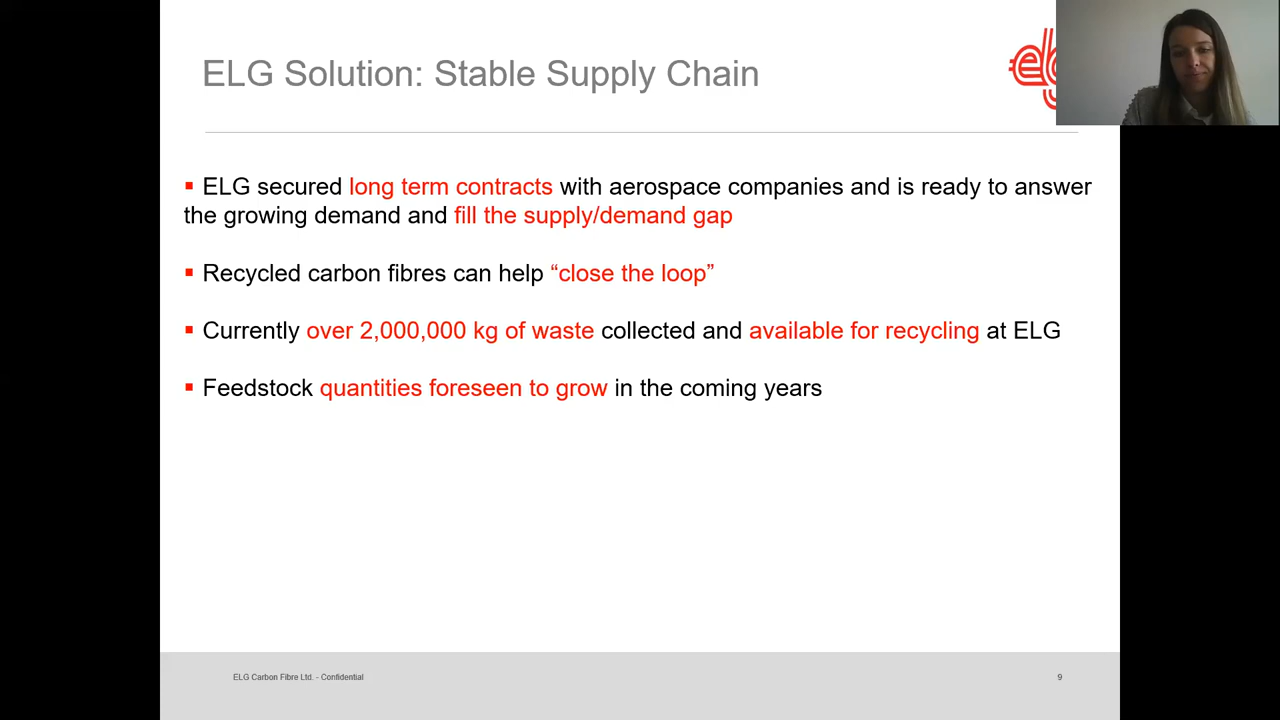 ELG Solution: Stable Supply Chain
elg
▪ ELG secured long term contracts with aerospace companies and is ready to answer
the growing demand and fill the supply/demand gap
▪ Recycled carbon fibres can help “close the loop”
▪ Currently over 2,000,000 kg of waste collected and available for recycling at ELG
▪ Feedstock quantities foreseen to grow in the coming years
ELG Carbon Fibre Ltd. - Confidential
9